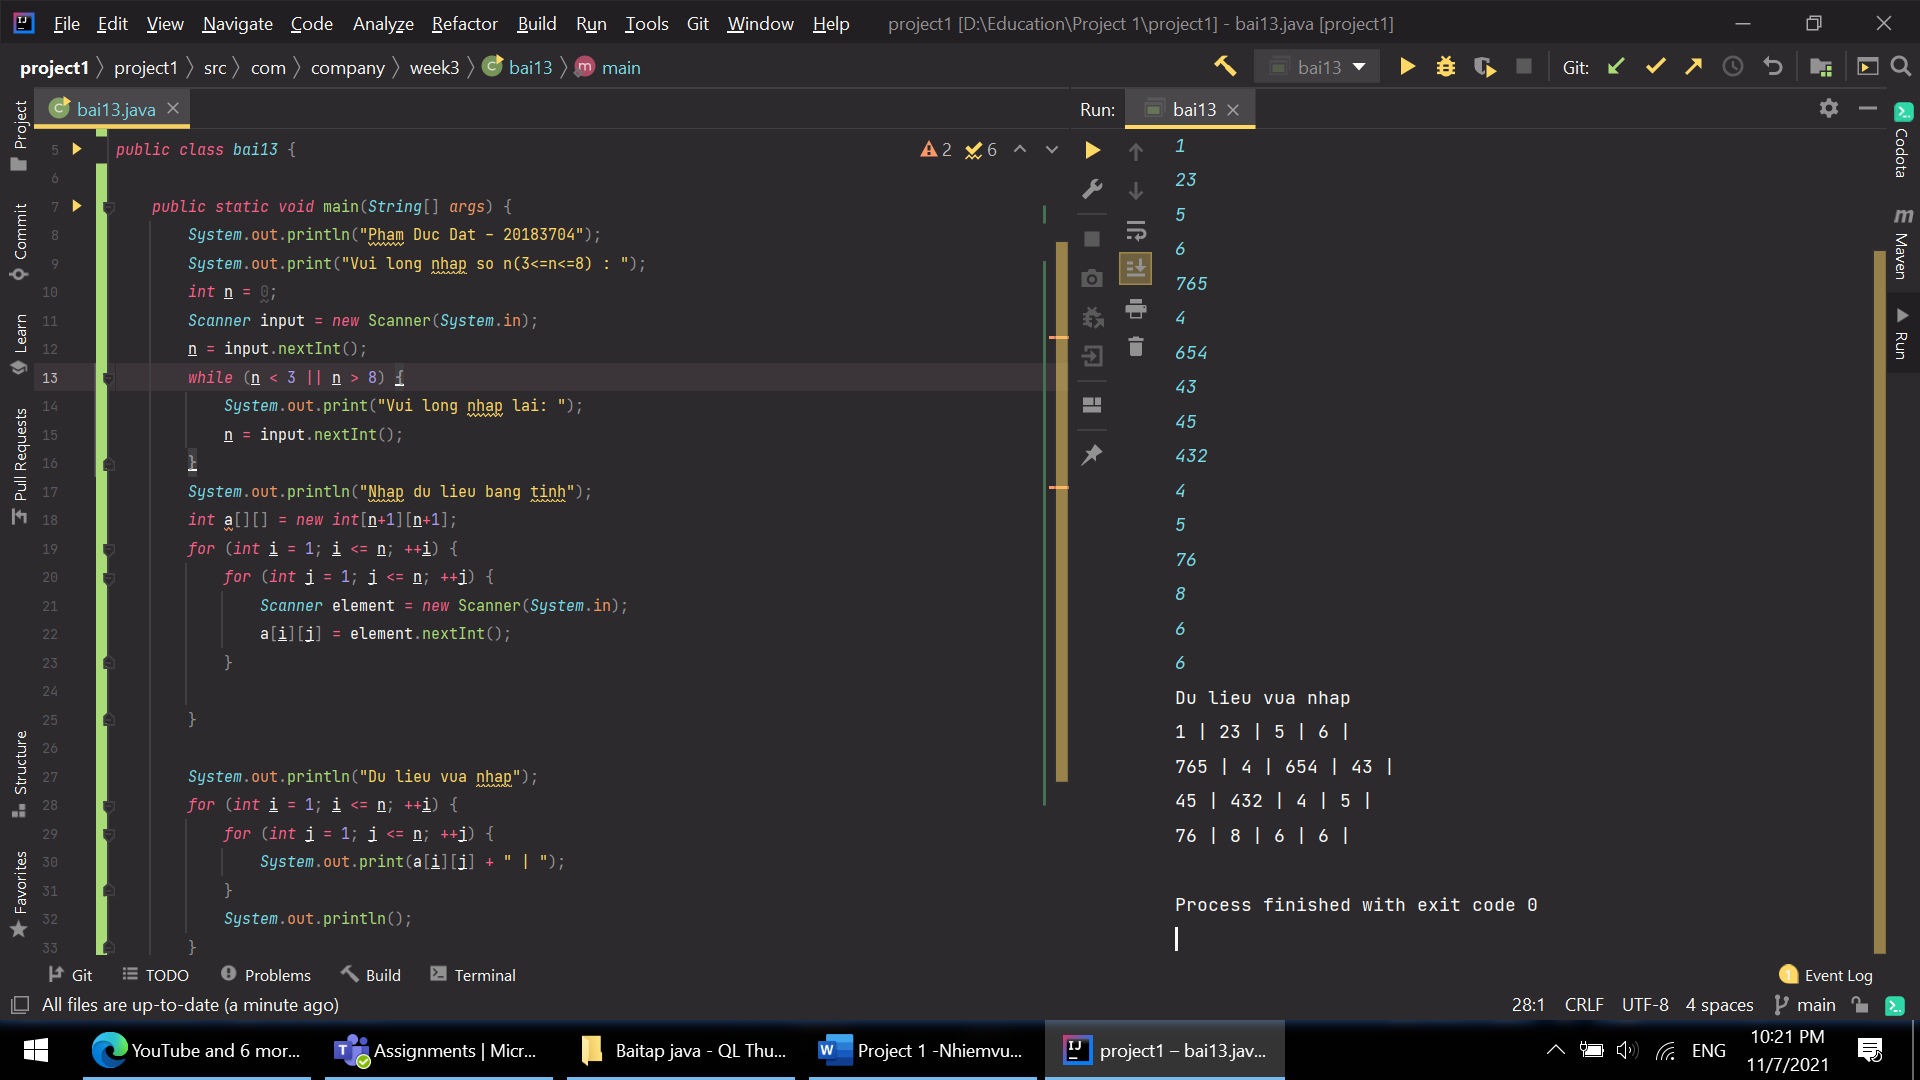 File Edit View Navigate Code Analyze Refactor Build Run Tools Git Window Help project1 [D:\Education\Project 1\project1] - bai13.java [project1]
project1 project1 src com company week3 bai13 main bai13 Git:
bai13.java Run: bai13
Project
Commit
Learn
Pull Requests
Structure
Favorites
5 public class bai13 { 2 6
6
7 public static void main(String[] args) {
8 System.out.println("Pham Duc Dat - 20183704");
9 System.out.print("Vui long nhap so n(3<=n<=8) : ");
10 int n = 0;
11 Scanner input = new Scanner(System.in);
12 n = input.nextInt();
13 while (n < 3 || n > 8) {
14 System.out.print("Vui long nhap lai: ");
15 n = input.nextInt();
16 }
17 System.out.println("Nhap du lieu bang tinh");
18 int a[][] = new int[n+1][n+1];
19 for (int i = 1; i <= n; ++i) {
20 for (int j = 1; j <= n; ++j) {
21 Scanner element = new Scanner(System.in);
22 a[i][j] = element.nextInt();
23 }
24
25 }
26
27 System.out.println("Du lieu vua nhap");
28 for (int i = 1; i <= n; ++i) {
29 for (int j = 1; j <= n; ++j) {
30 System.out.print(a[i][j] + " | ");
31 }
32 System.out.println();
33 }
1
23
5
6
765
4
654
43
45
432
4
5
76
8
6
6
Du lieu vua nhap
1 | 23 | 5 | 6 |
765 | 4 | 654 | 43 |
45 | 432 | 4 | 5 |
76 | 8 | 6 | 6 |
Process finished with exit code 0
Codota
m Maven
Run
Git TODO Problems Build Terminal 1 Event Log
All files are up-to-date (a minute ago) 28:1 CRLF UTF-8 4 spaces main
YouTube and 6 mor... Assignments | Micr... Baitap java - QL Thu... Project 1 -Nhiemvu... project1 – bai13.jav... ENG 10:21 PM
11/7/2021